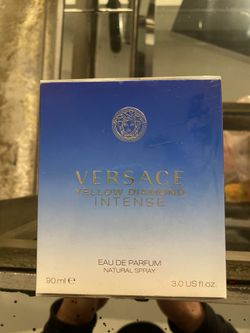 VERSACE
YELLOW DIAMOND
INTENSE
EAU DE PARFUM
NATURAL SPRAY
90 ml ℮ 3.0 US fl.oz.